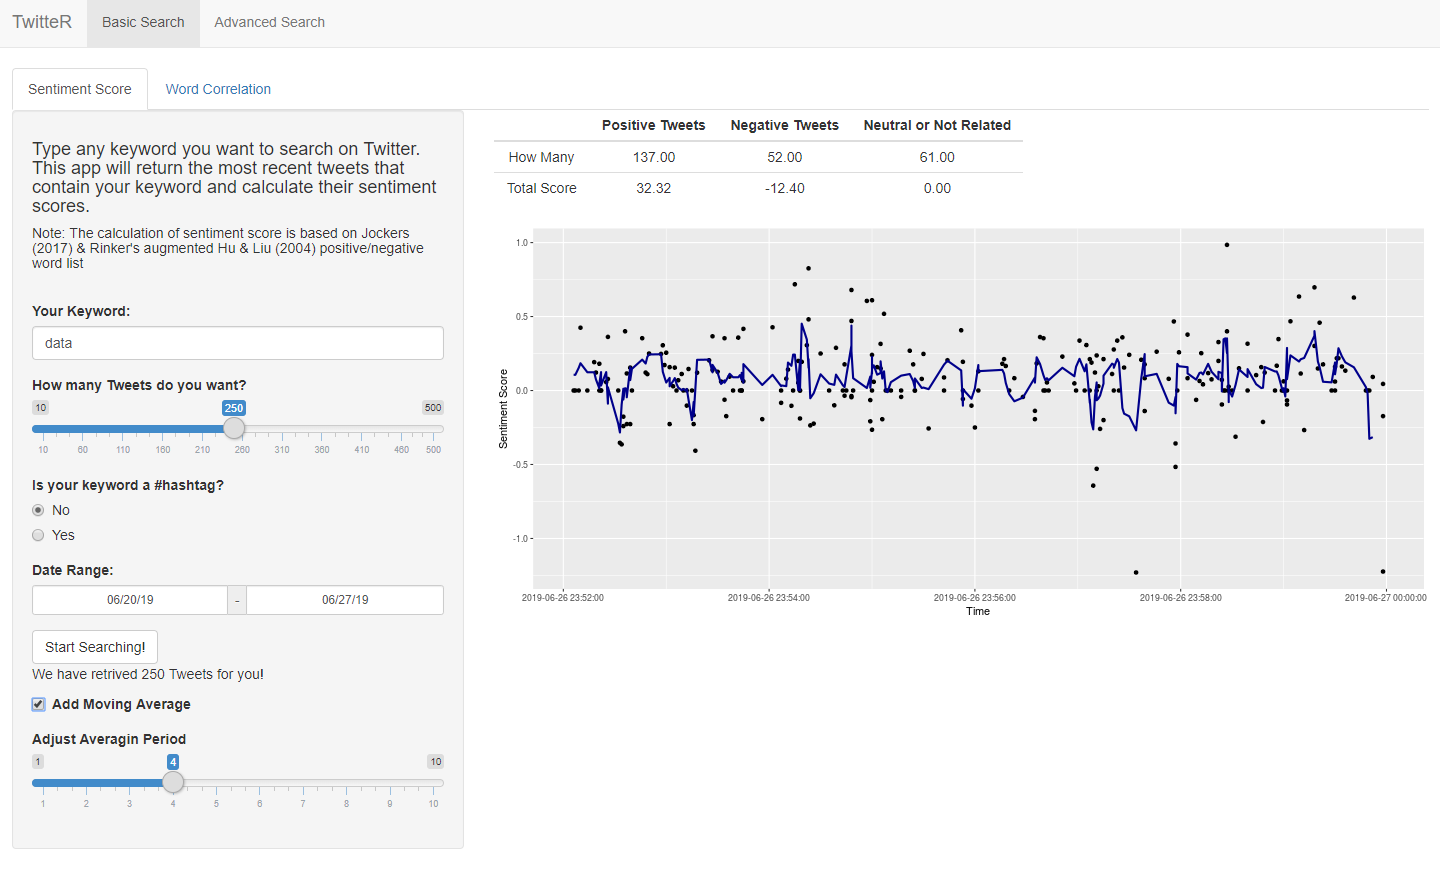 TwitteR Basic Search Advanced Search
Sentiment Score Word Correlation
Type any keyword you want to search on Twitter.
This app will return the most recent tweets that
contain your keyword and calculate their sentiment
scores.
Note: The calculation of sentiment score is based on Jockers
(2017) & Rinker's augmented Hu & Liu (2004) positive/negative
word list
Your Keyword:
data
How many Tweets do you want?
10 250 500
10 60 110 160 210 260 310 360 410 460 500
Is your keyword a #hashtag?
No
Yes
Date Range:
06/20/19 - 06/27/19
Start Searching!
We have retrived 250 Tweets for you!
Add Moving Average
Adjust Averagin Period
1 4 10
1 2 3 4 5 6 7 8 9 10
Positive Tweets Negative Tweets Neutral or Not Related
How Many 137.00 52.00 61.00
Total Score 32.32 -12.40 0.00
Sentiment Score
1.0
0.5
0.0
-0.5
-1.0
2019-06-26 23:52:00 2019-06-26 23:54:00 2019-06-26 23:56:00 2019-06-26 23:58:00 2019-06-27 00:00:00
Time